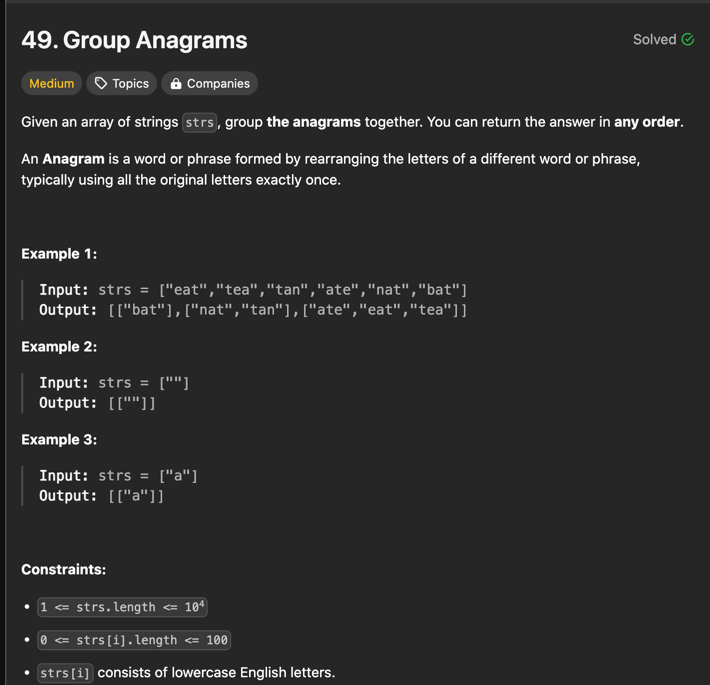 49. Group Anagrams
Solved
Medium
Topics
Companies
Given an array of strings strs, group the anagrams together. You can return the answer in any order.
An Anagram is a word or phrase formed by rearranging the letters of a different word or phrase,
typically using all the original letters exactly once.
Example 1:
Input: strs = ["eat","tea","tan","ate","nat","bat"]
Output: [["bat"],["nat","tan"],["ate","eat","tea"]]
Example 2:
Input: strs = [""]
Output: [[""]]
Example 3:
Input: strs = ["a"]
Output: [["a"]]
Constraints:
• 1 <= strs.length <= 10⁴
• 0 <= strs[i].length <= 100
• strs[i] consists of lowercase English letters.